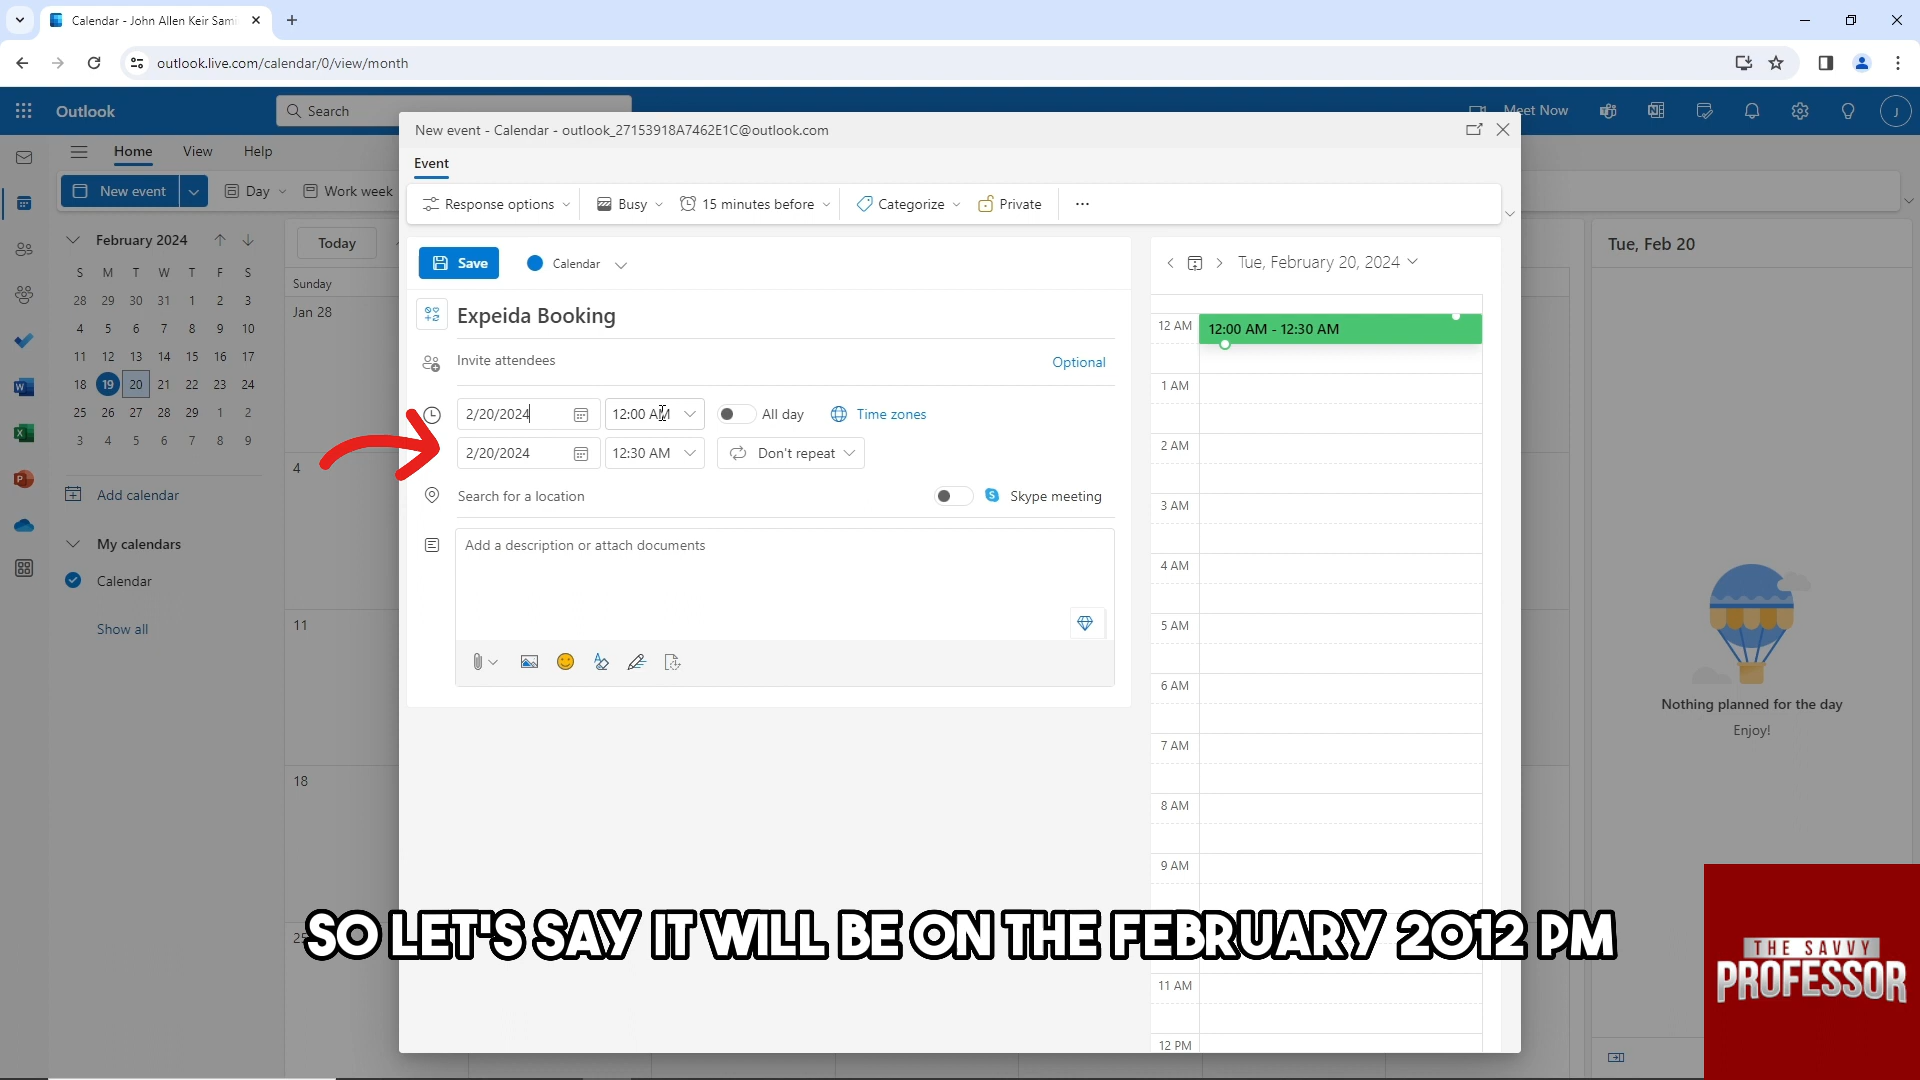 Calendar - John Allen Keir Sami
outlook.live.com/calendar/0/view/month
Outlook
Search
Meet Now
J
Home
View
Help
New event
Day
Work week
February 2024
S M T W T F S
28 29 30 31 1 2 3
4 5 6 7 8 9 10
11 12 13 14 15 16 17
18 19 20 21 22 23 24
25 26 27 28 29 1 2
3 4 5 6 7 8 9
Add calendar
My calendars
Calendar
Show all
Today
Sunday
Jan 28
4
11
18
25
New event - Calendar - outlook_27153918A7462E1C@outlook.com
Event
Response options
Busy
15 minutes before
Categorize
Private
Save
Calendar
Expeida Booking
Invite attendees
Optional
2/20/2024
12:00 AM
All day
Time zones
2/20/2024
12:30 AM
Don't repeat
Search for a location
Skype meeting
Add a description or attach documents
Tue, February 20, 2024
12 AM
12:00 AM - 12:30 AM
1 AM
2 AM
3 AM
4 AM
5 AM
6 AM
7 AM
8 AM
9 AM
11 AM
12 PM
Tue, Feb 20
Nothing planned for the day
Enjoy!
SO LET'S SAY IT WILL BE ON THE FEBRUARY 2012 PM
THE SAVVY
PROFESSOR